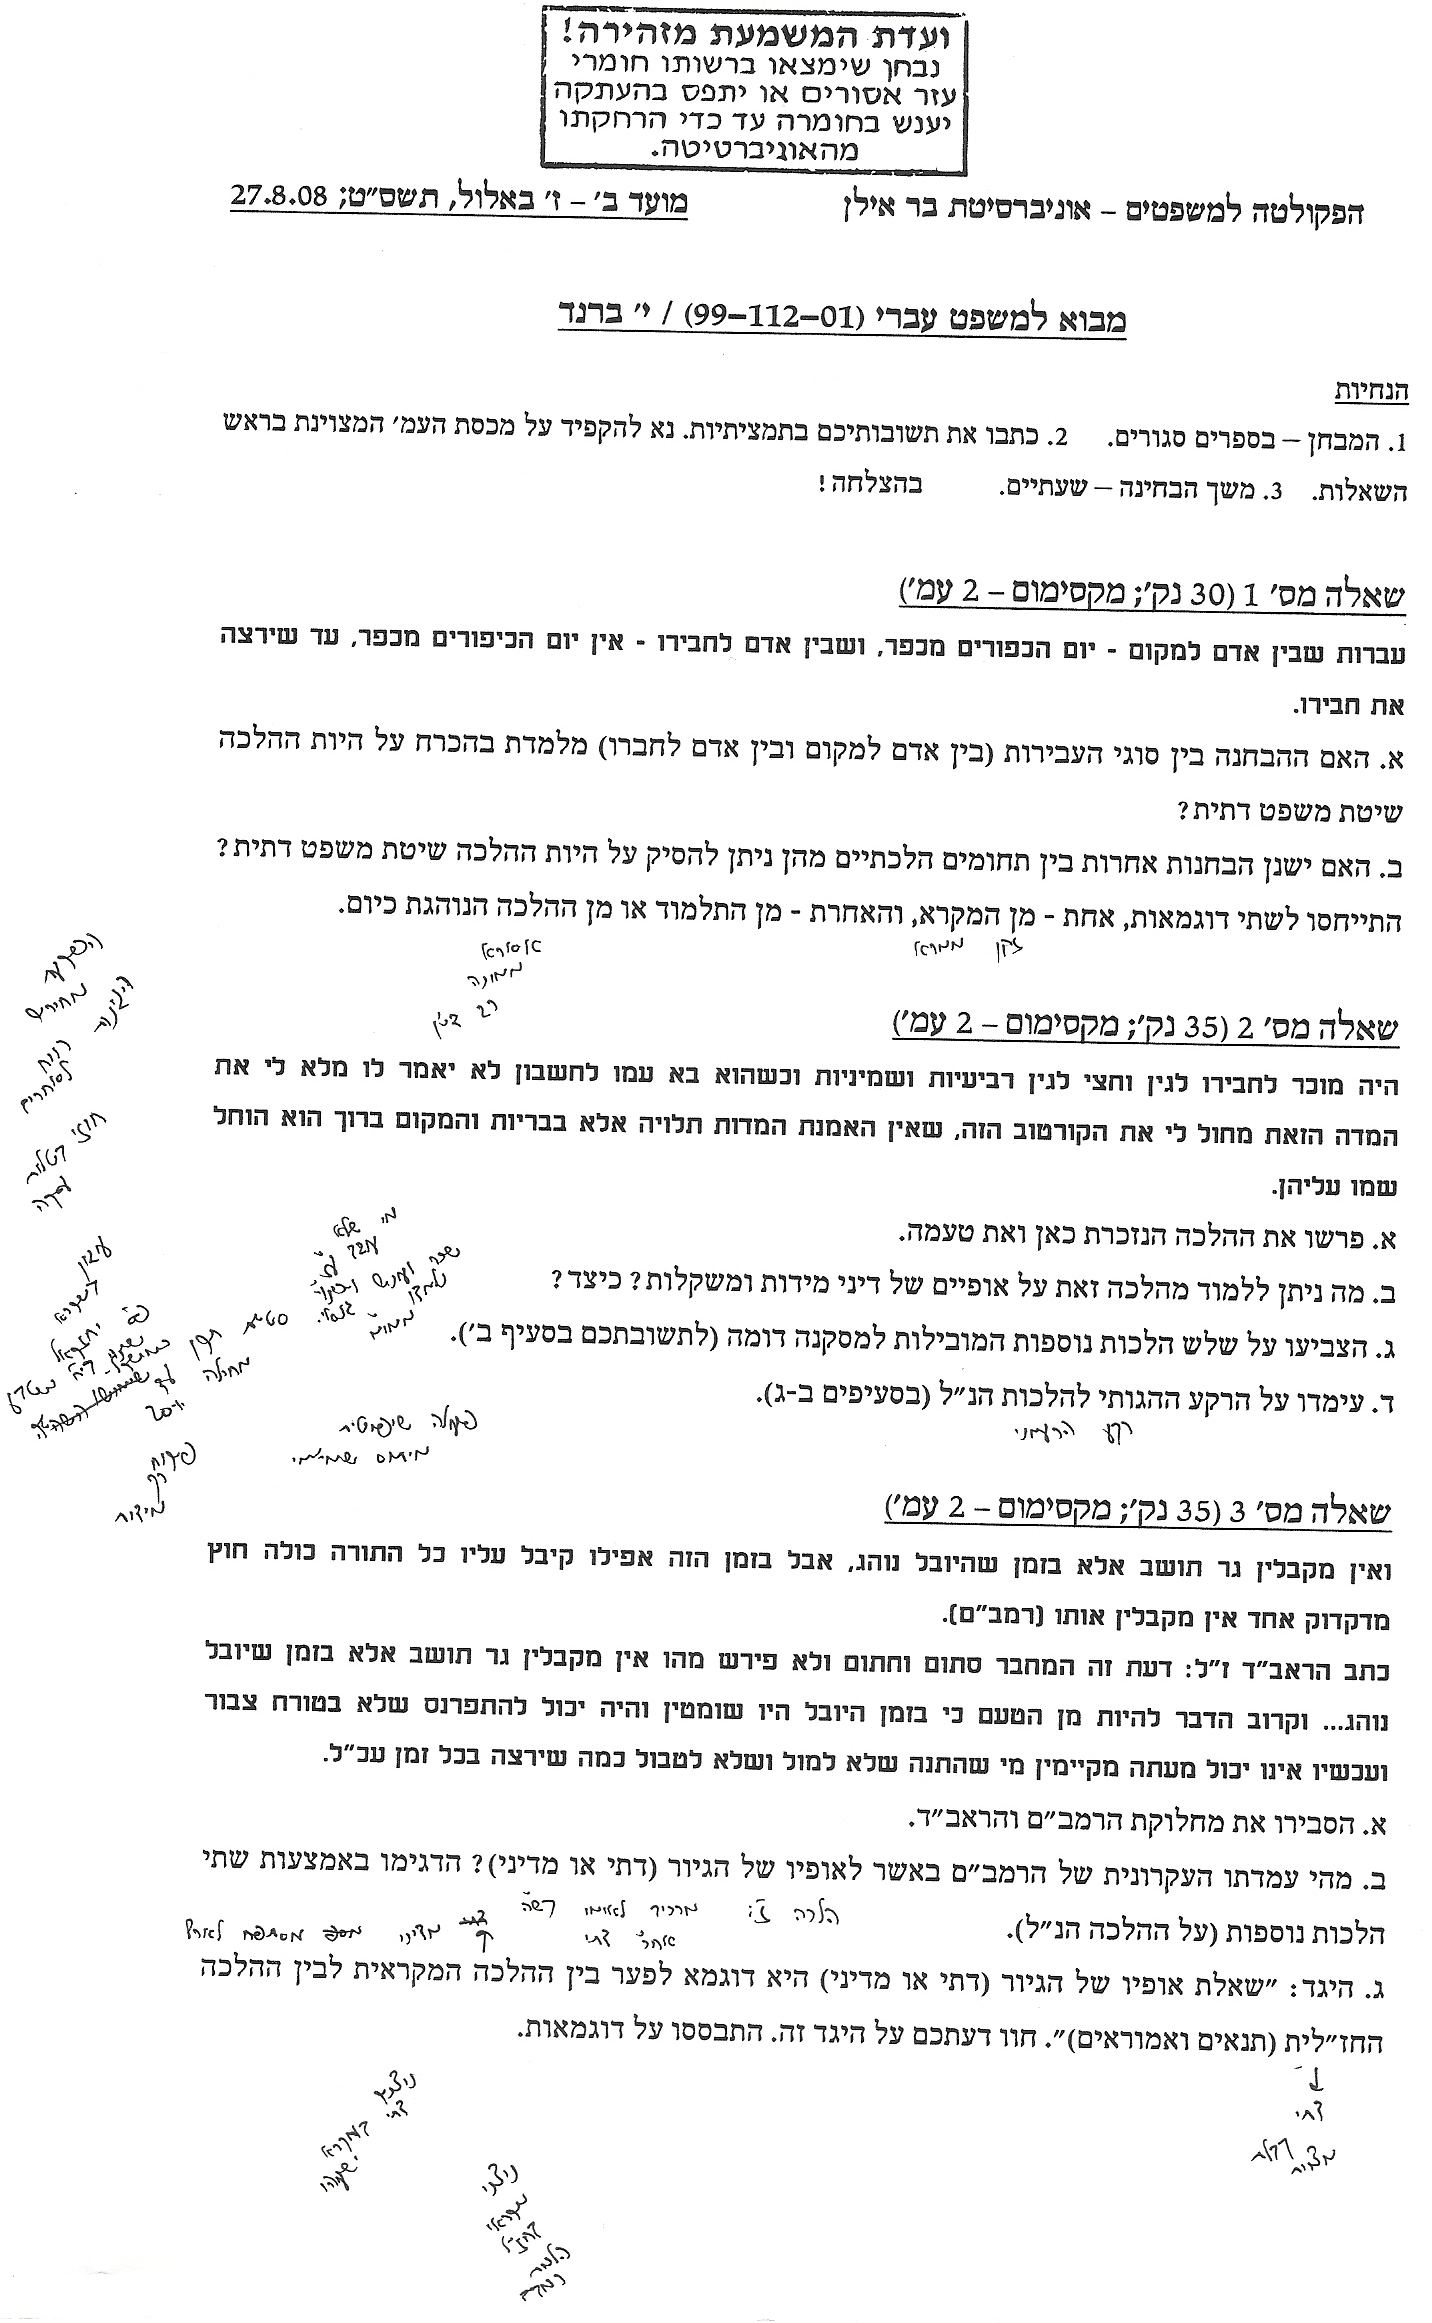 ועדת המשמעת מזהירה!
נבחן שימצאו ברשותו חומרי
עזר אסורים או יתפס בהעתקה
יענש בחומרה עד כדי הרחקתו
מהאוניברסיטה.
הפקולטה למשפטים – אוניברסיטת בר אילן מועד ב׳ – ז׳ באלול, תשס״ט; 27.8.08
מבוא למשפט עברי (99-112-01) / י׳ ברנד
הנחיות
1. המבחן – בספרים סגורים. 2. כתבו את תשובותיכם בתמציתיות. נא להקפיד על מכסת העמ׳ המצוינת בראש
השאלות. 3. משך הבחינה – שעתיים. בהצלחה!
שאלה מס׳ 1 (30 נק׳; מקסימום – 2 עמ׳)
עברות שבין אדם למקום - יום הכפורים מכפר, ושבין אדם לחבירו - אין יום הכיפורים מכפר, עד שירצה
את חבירו.
א. האם ההבחנה בין סוגי העבירות (בין אדם למקום ובין אדם לחברו) מלמדת בהכרח על היות ההלכה
שיטת משפט דתית?
ב. האם ישנן הבחנות אחרות בין תחומים הלכתיים מהן ניתן להסיק על היות ההלכה שיטת משפט דתית?
התייחסו לשתי דוגמאות, אחת - מן המקרא, והאחרת - מן התלמוד או מן ההלכה הנוהגת כיום.
זקן ממרא
איסורא
ממונא
שאלה מס׳ 2 (35 נק׳; מקסימום – 2 עמ׳)
היה מוכר לחבירו לגין וחצי לגין רביעיות ושמיניות וכשהוא בא עמו לחשבון לא יאמר לו מלא לי את
המדה הזאת מחול לי את הקורטוב הזה, שאין האמנת המדות תלויה אלא בבריות והמקום ברוך הוא הוחל
שמו עליהן.
א. פרשו את ההלכה הנזכרת כאן ואת טעמה.
ב. מה ניתן ללמוד מהלכה זאת על אופיים של דיני מידות ומשקלות? כיצד?
ג. הצביעו על שלש הלכות נוספות המובילות למסקנה דומה (לתשובתכם בסעיף ב׳).
ד. עימדו על הרקע ההגותי להלכות הנ״ל (בסעיפים ב-ג).
רקע הרעיוני
שאלה מס׳ 3 (35 נק׳; מקסימום – 2 עמ׳)
ואין מקבלין גר תושב אלא בזמן שהיובל נוהג, אבל בזמן הזה אפילו קיבל עליו כל התורה כולה חוץ
מדקדוק אחד אין מקבלין אותו (רמב״ם).
כתב הראב״ד ז״ל: דעת זה המחבר סתום וחתום ולא פירש מהו אין מקבלין גר תושב אלא בזמן שיובל
נוהג... וקרוב הדבר להיות מן הטעם כי בזמן היובל היו שומטין והיה יכול להתפרנס שלא בטורח צבור
ועכשיו אינו יכול מעתה מקיימין מי שהתנה שלא למול ושלא לטבול כמה שירצה בכל זמן עכ״ל.
א. הסבירו את מחלוקת הרמב״ם והראב״ד.
ב. מהי עמדתו העקרונית של הרמב״ם באשר לאופיו של הגיור (דתי או מדיני)? הדגימו באמצעות שתי
הלכות נוספות (על ההלכה הנ״ל).
ג. היגד: ״שאלת אופיו של הגיור (דתי או מדיני) היא דוגמא לפער בין ההלכה המקראית לבין ההלכה
החז״לית (תנאים ואמוראים)״. חוו דעתכם על היגד זה. התבססו על דוגמאות.
דתי